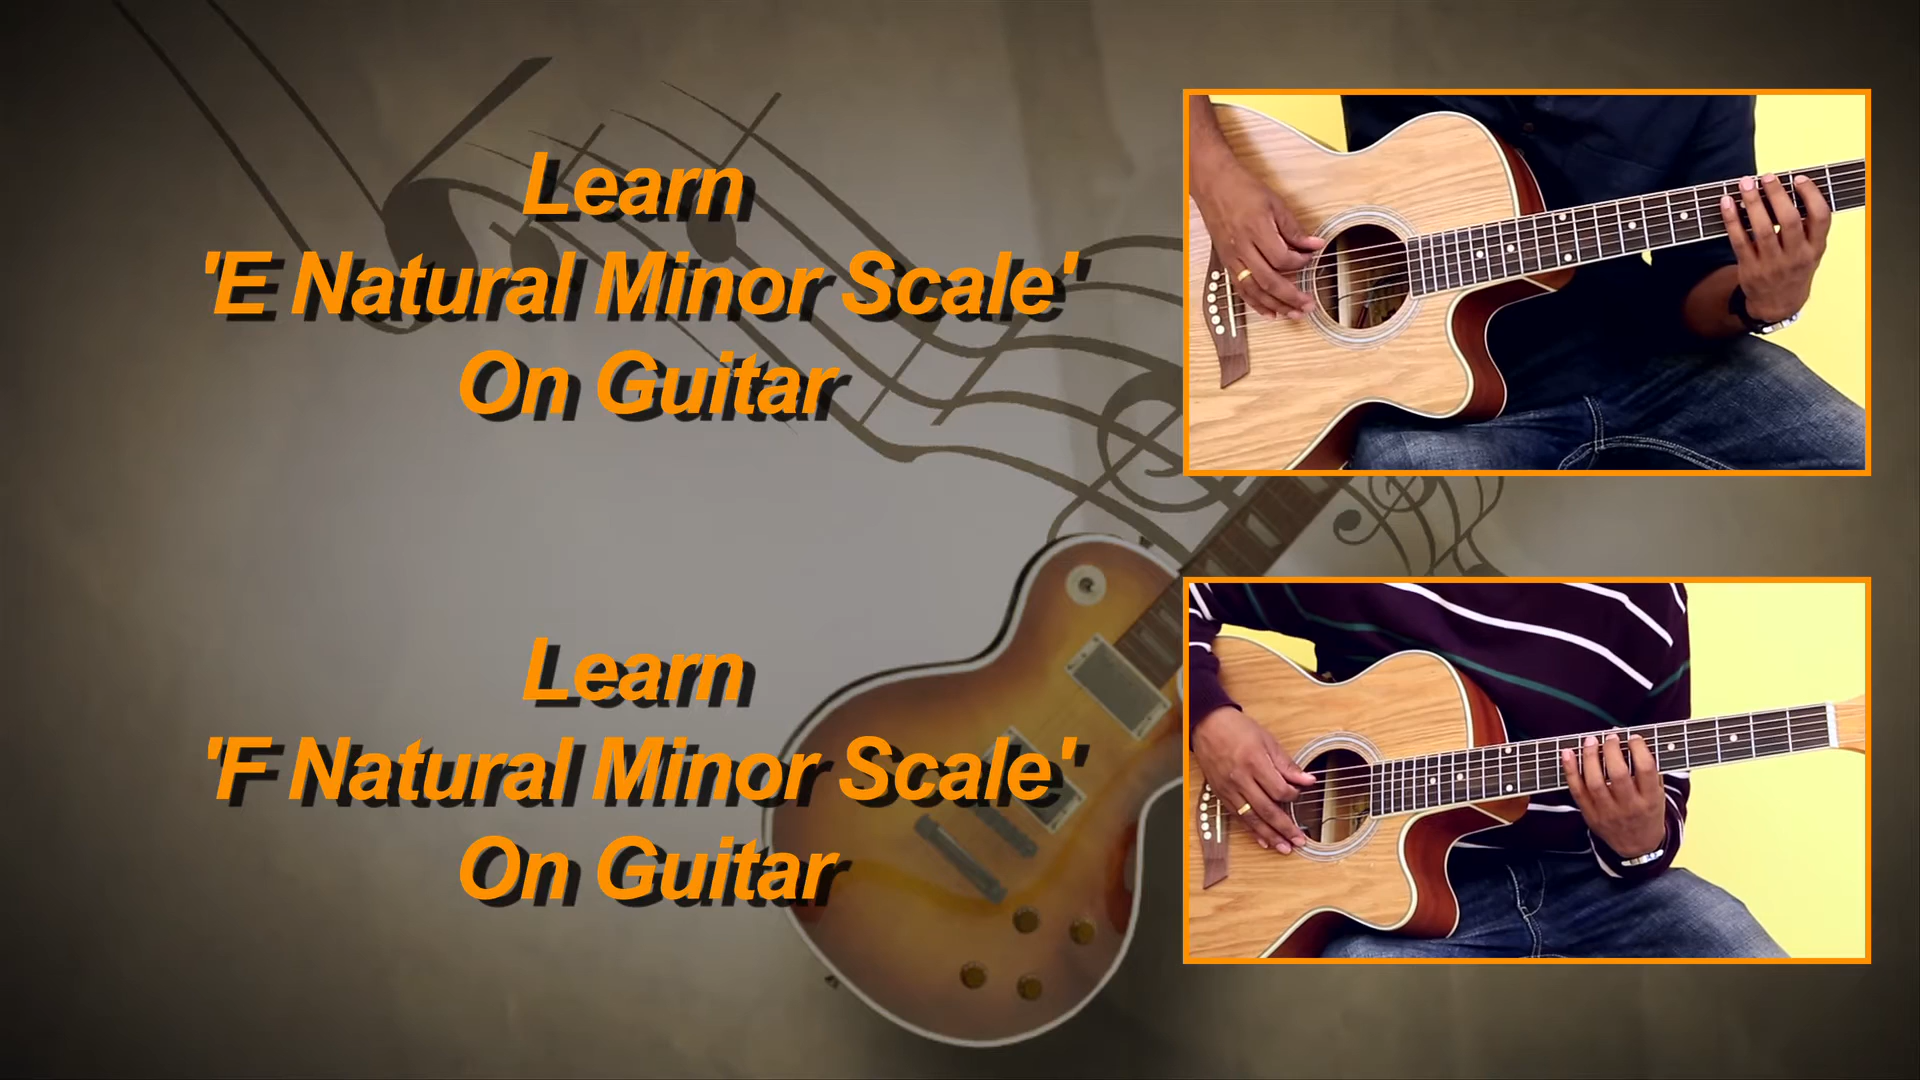 Learn
'E Natural Minor Scale'
On Guitar
Learn
'F Natural Minor Scale'
On Guitar